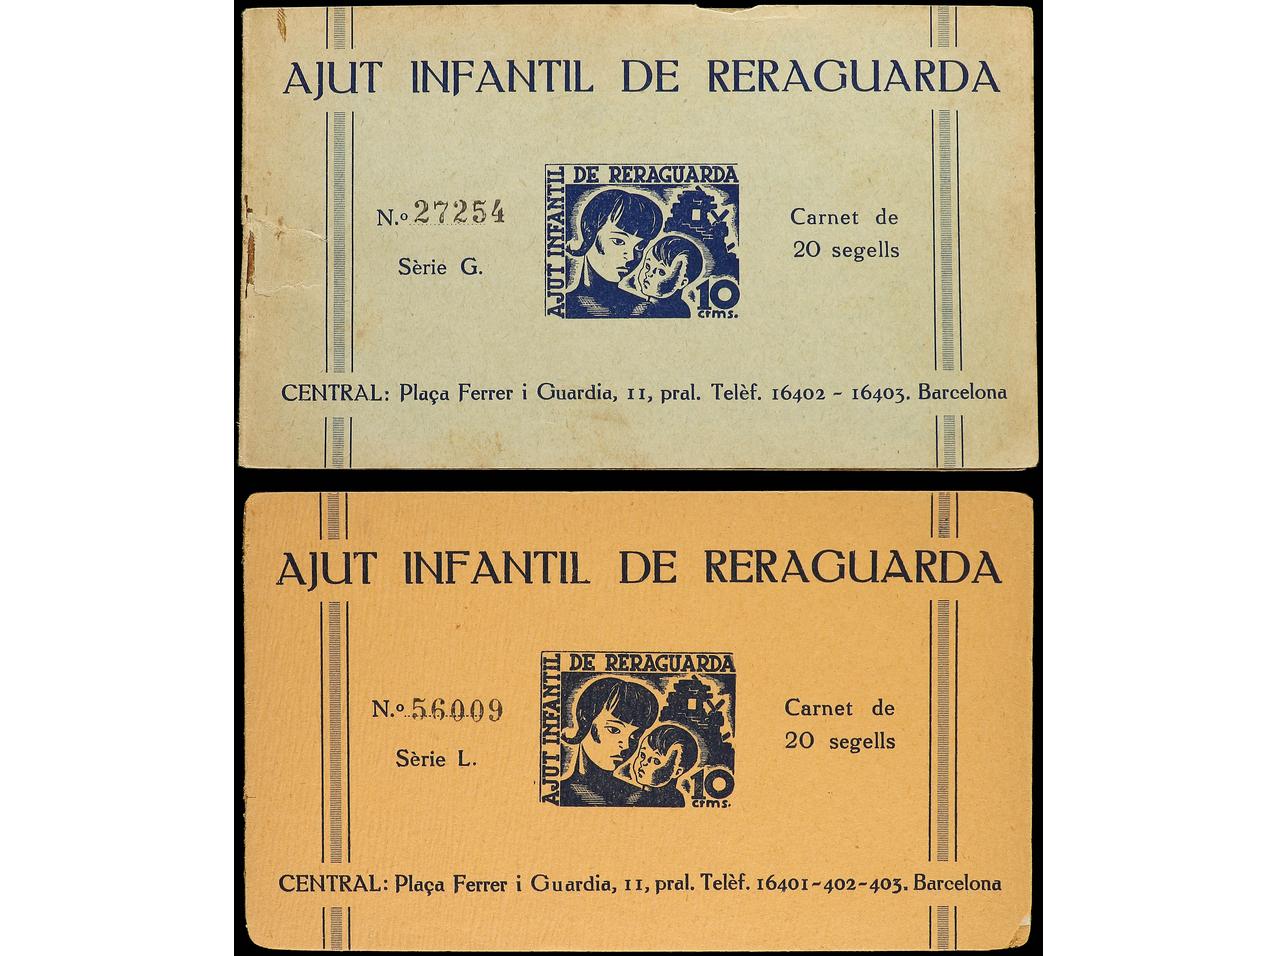 AJUT INFANTIL DE RERAGUARDA
AJUT INFANTIL
DE RERAGUARDA
10
ctms.
N.º 27254
Sèrie G.
Carnet de
20 segells
CENTRAL: Plaça Ferrer i Guardia, 11, pral. Telèf. 16402 - 16403. Barcelona
AJUT INFANTIL DE RERAGUARDA
AJUT INFANTIL
DE RERAGUARDA
10
ctms.
N.º 56009
Sèrie L.
Carnet de
20 segells
CENTRAL: Plaça Ferrer i Guardia, 11, pral. Telèf. 16401-402-403. Barcelona